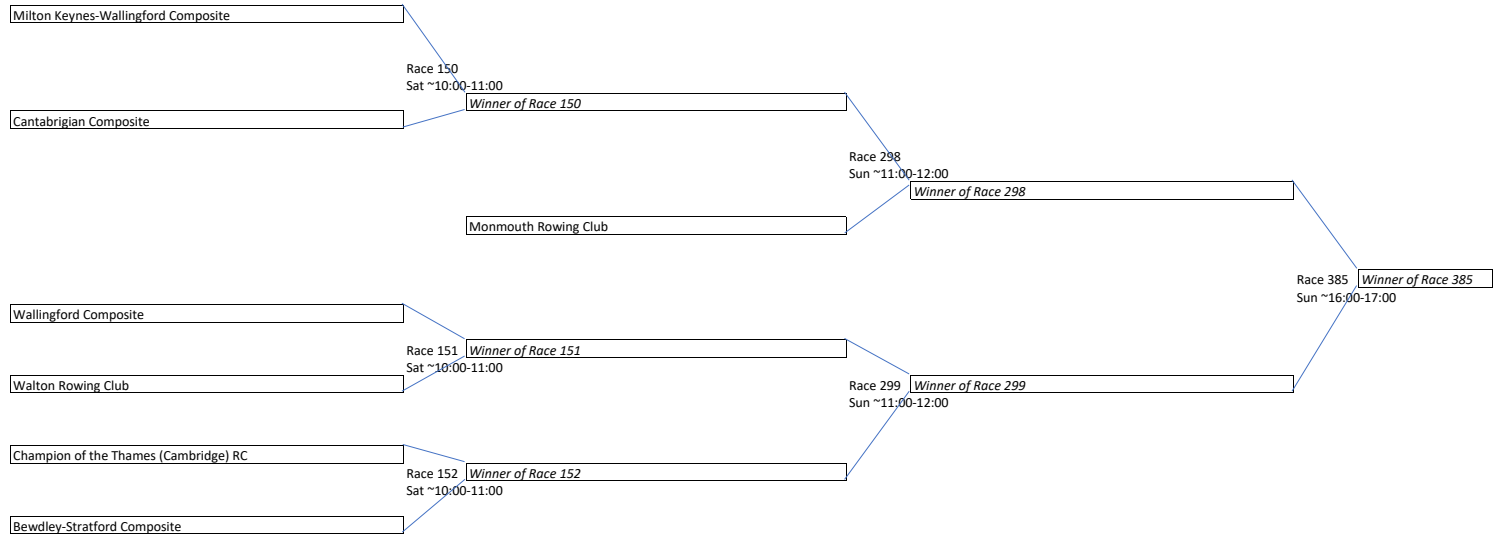 Milton Keynes-Wallingford Composite
Race 150
Sat ~10:00-11:00
Winner of Race 150
Cantabrigian Composite
Race 298
Sun ~11:00-12:00
Winner of Race 298
Monmouth Rowing Club
Race 385
Winner of Race 385
Sun ~16:00-17:00
Wallingford Composite
Race 151
Winner of Race 151
Sat ~10:00-11:00
Walton Rowing Club
Race 299
Winner of Race 299
Sun ~11:00-12:00
Champion of the Thames (Cambridge) RC
Race 152
Winner of Race 152
Sat ~10:00-11:00
Bewdley-Stratford Composite